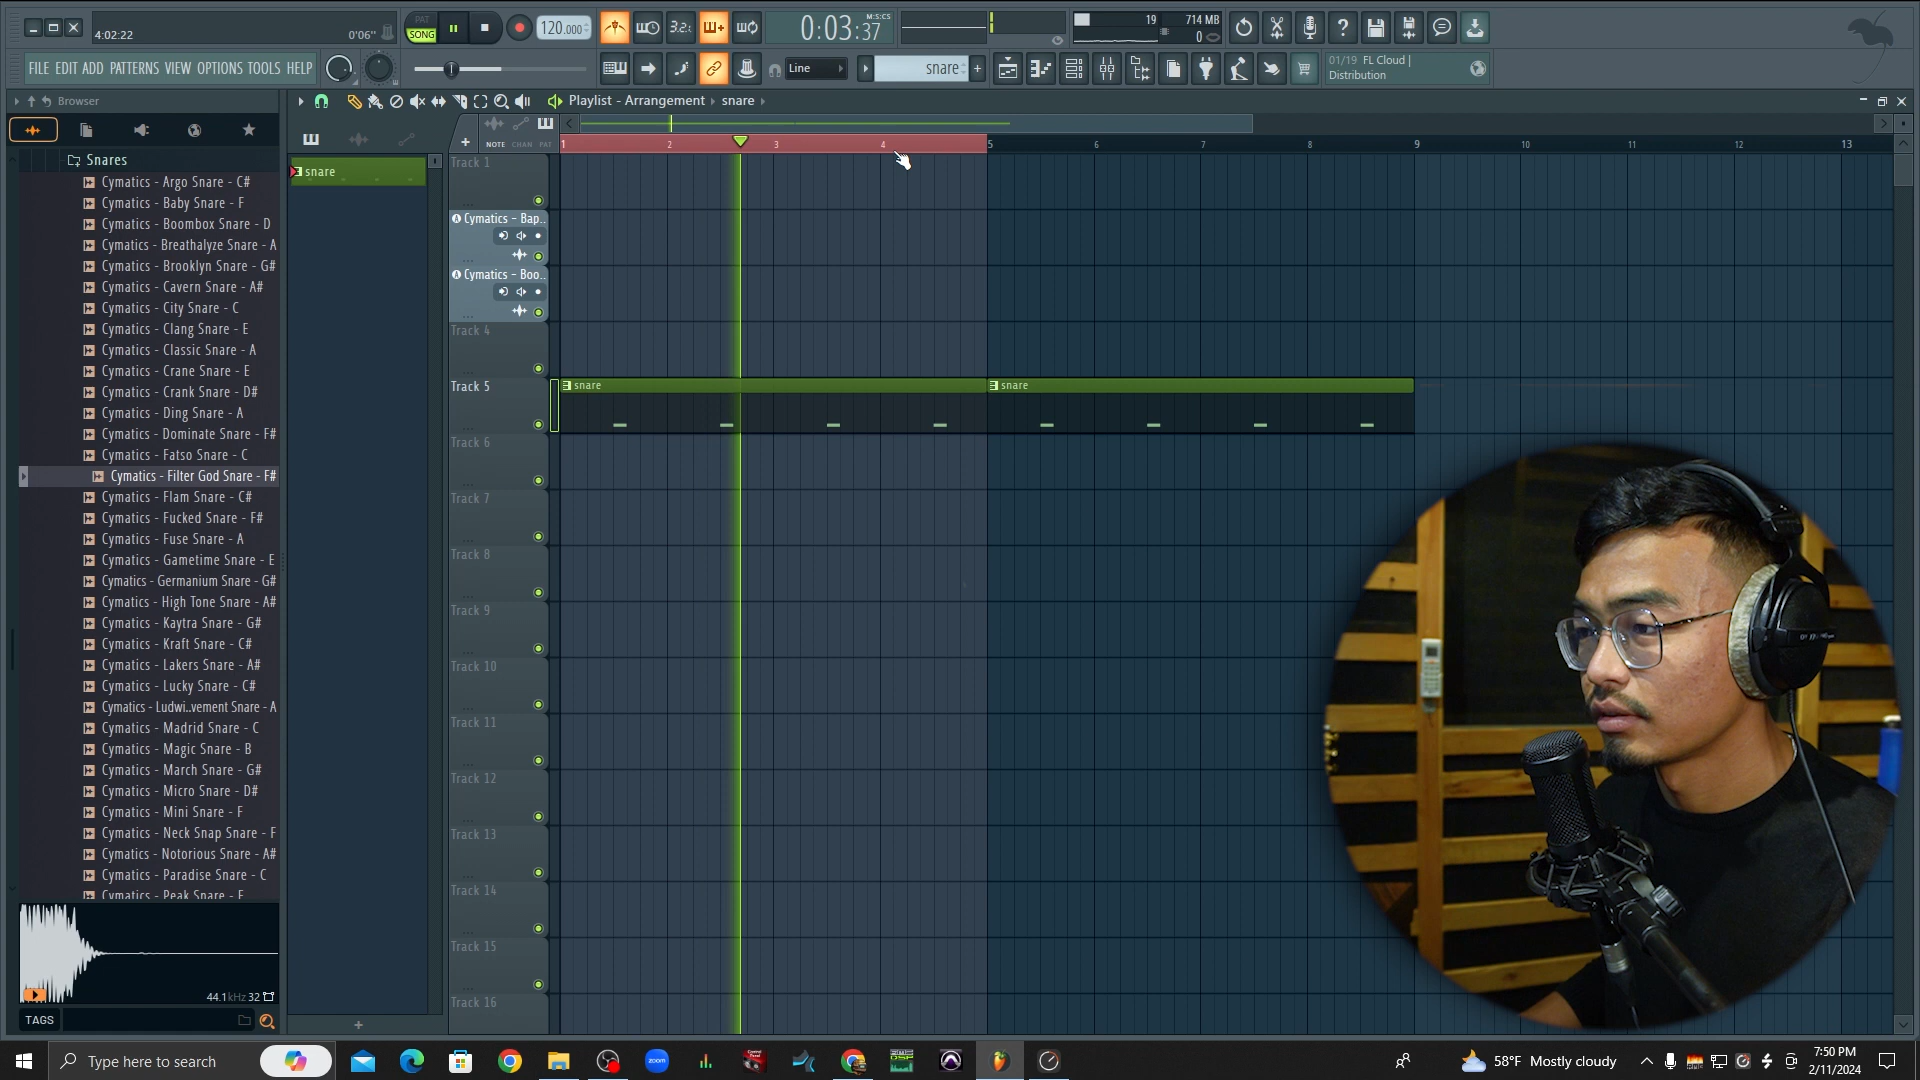 4:02:22
0'06"
PAT
SONG
120.000
3.2:
0:03:37
M:S:CS
19
714 MB
0
FILE EDIT ADD PATTERNS VIEW OPTIONS TOOLS HELP
Line
snare
01/19 FL Cloud |
Distribution
Browser
Playlist - Arrangement › snare ›
Snares
Cymatics - Argo Snare - C#
Cymatics - Baby Snare - F
Cymatics - Boombox Snare - D
Cymatics - Breathalyze Snare - A
Cymatics - Brooklyn Snare - G#
Cymatics - Cavern Snare - A#
Cymatics - City Snare - C
Cymatics - Clang Snare - E
Cymatics - Classic Snare - A
Cymatics - Crane Snare - E
Cymatics - Crank Snare - D#
Cymatics - Ding Snare - A
Cymatics - Dominate Snare - F#
Cymatics - Fatso Snare - C
Cymatics - Filter God Snare - F#
Cymatics - Flam Snare - C#
Cymatics - Fucked Snare - F#
Cymatics - Fuse Snare - A
Cymatics - Gametime Snare - E
Cymatics - Germanium Snare - G#
Cymatics - High Tone Snare - A#
Cymatics - Kaytra Snare - G#
Cymatics - Kraft Snare - C#
Cymatics - Lakers Snare - A#
Cymatics - Lucky Snare - C#
Cymatics - Ludwi..vement Snare - A
Cymatics - Madrid Snare - C
Cymatics - Magic Snare - B
Cymatics - March Snare - G#
Cymatics - Micro Snare - D#
Cymatics - Mini Snare - F
Cymatics - Neck Snap Snare - F
Cymatics - Notorious Snare - A#
Cymatics - Paradise Snare - C
Cymatics - Peak Snare - F
44.1kHz 32
TAGS
snare
NOTE CHAN PAT
1 2 3 4 5 6 7 8 9 10 11 12 13
Track 1
Cymatics - Bap..
Cymatics - Boo..
Track 4
Track 5
snare
snare
Track 6
Track 7
Track 8
Track 9
Track 10
Track 11
Track 12
Track 13
Track 14
Track 15
Track 16
Type here to search
zoom
58°F Mostly cloudy
7:50 PM
2/11/2024